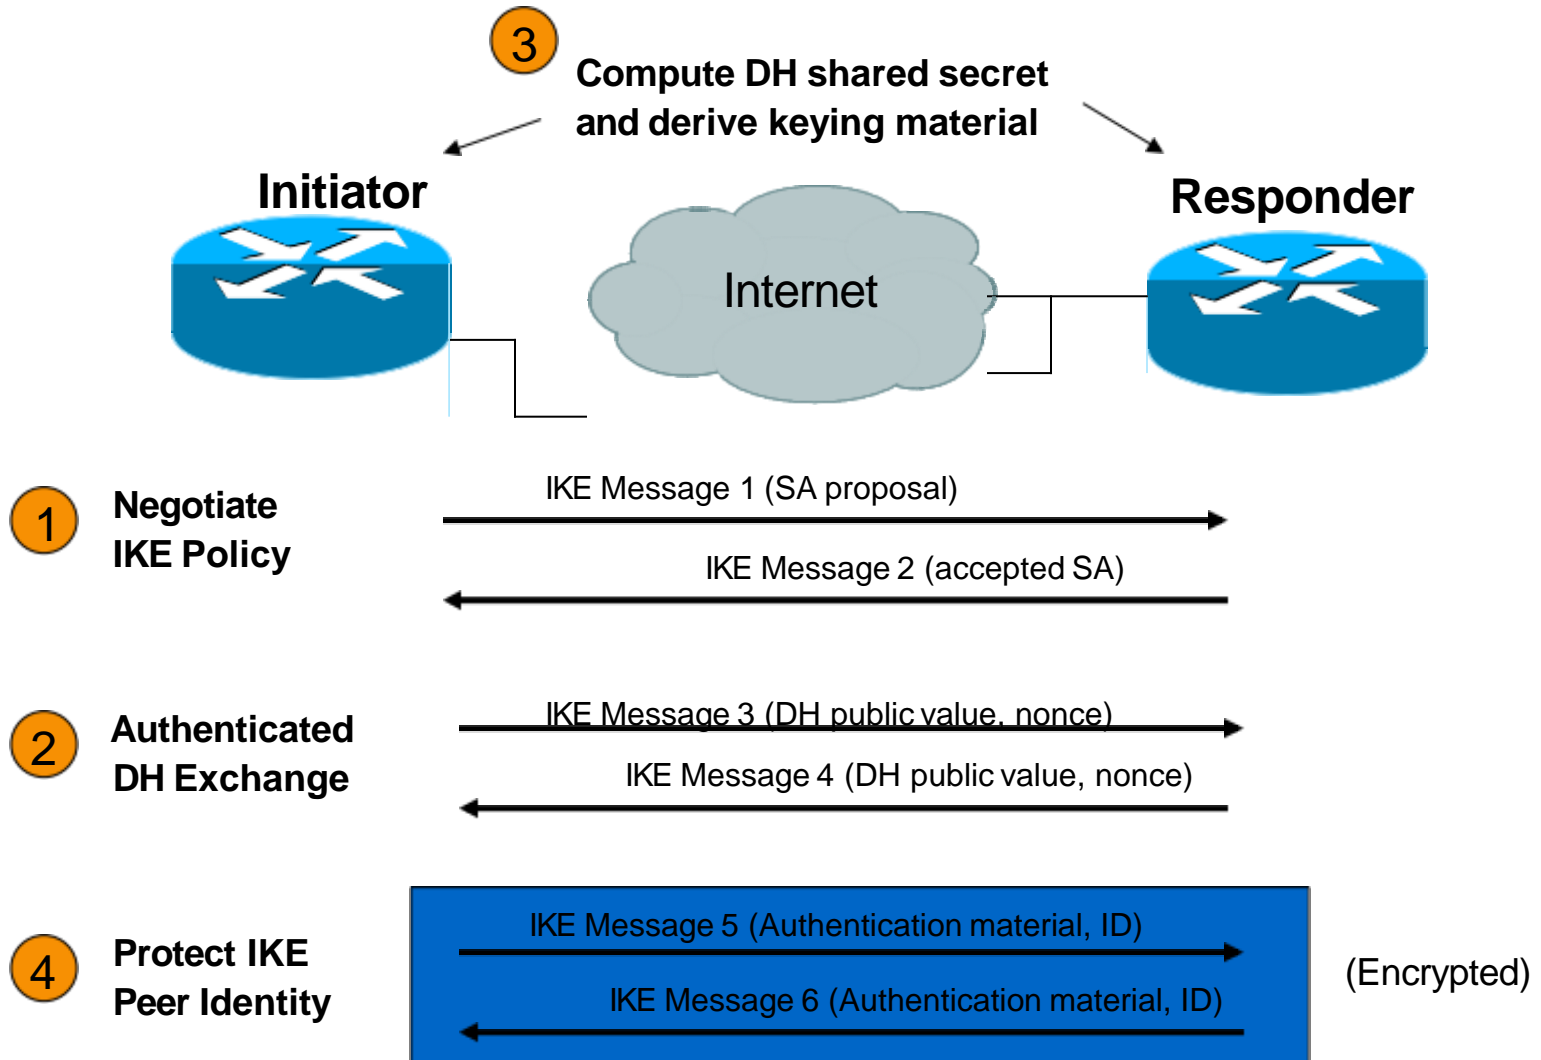 3
Compute DH shared secret
and derive keying material
Initiator
Responder
Internet
1
Negotiate
IKE Policy
IKE Message 1 (SA proposal)
IKE Message 2 (accepted SA)
2
Authenticated
DH Exchange
IKE Message 3 (DH public value, nonce)
IKE Message 4 (DH public value, nonce)
4
Protect IKE
Peer Identity
IKE Message 5 (Authentication material, ID)
IKE Message 6 (Authentication material, ID)
(Encrypted)